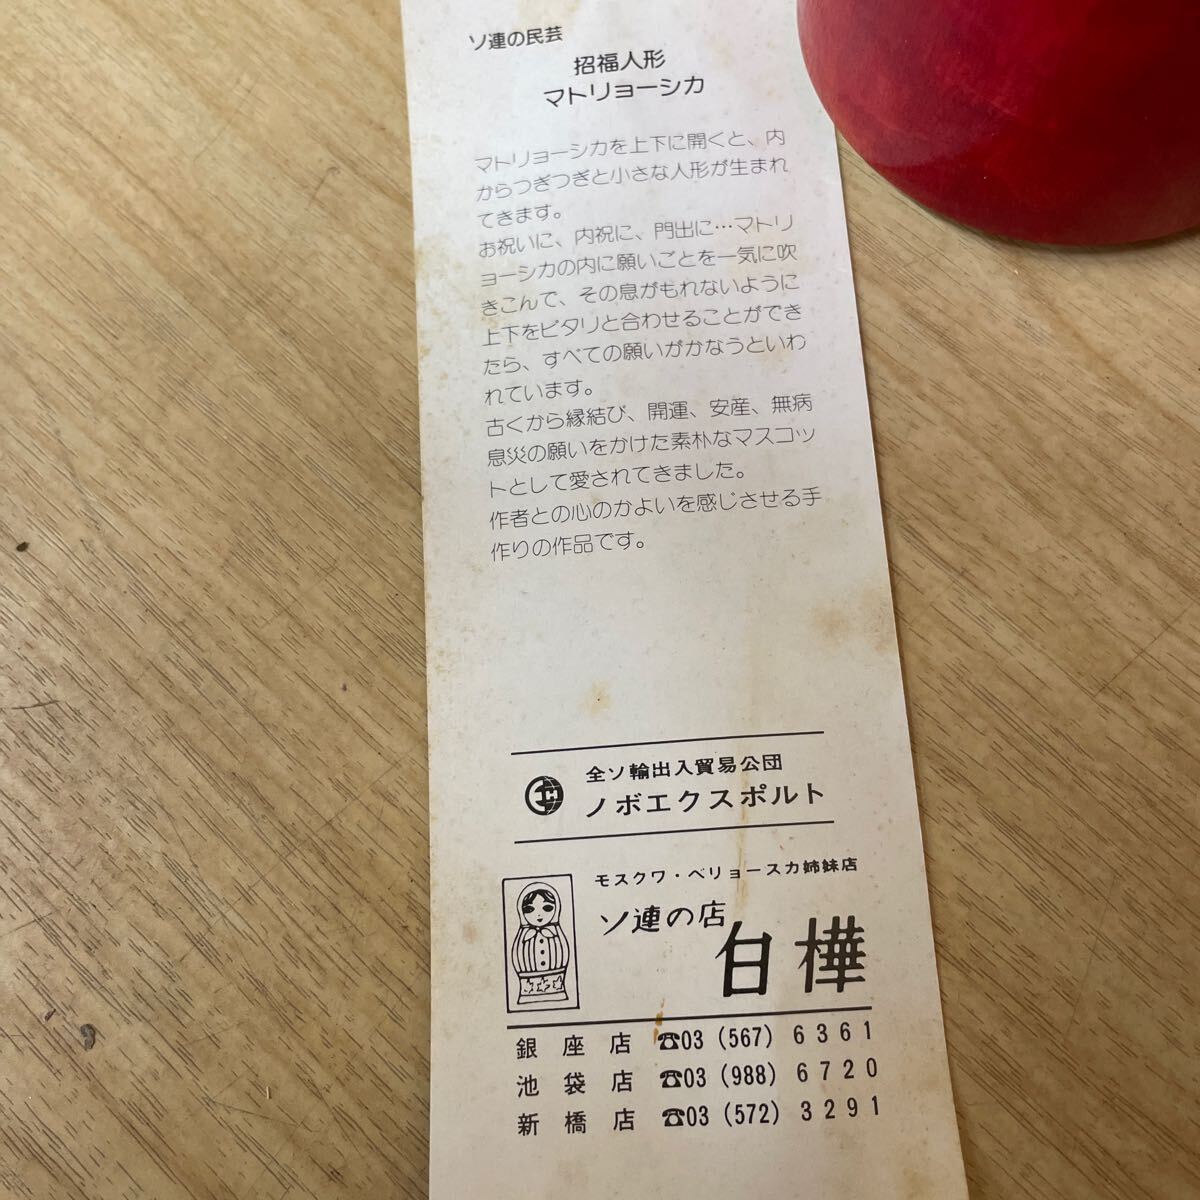 ソ連の民芸
招福人形
マトリョーシカ
マトリョーシカを上下に開くと、内
からつぎつぎと小さな人形が生まれ
てきます。
お祝いに、内祝に、門出に…マトリ
ョーシカの内に願いごとを一気に吹
きこんで、その息がもれないように
上下をピタリと合わせることができ
たら、すべての願いがかなうといわ
れています。
古くから縁結び、開運、安産、無病
息災の願いをかけた素朴なマスコッ
トとして愛されてきました。
作者との心のかよいを感じさせる手
作りの作品です。
全ソ輸出入貿易公団
ノボエクスポルト
モスクワ・ベリョースカ姉妹店
ソ連の店
白樺
銀座店 ☎03 (567) 6361
池袋店 ☎03 (988) 6720
新橋店 ☎03 (572) 3291